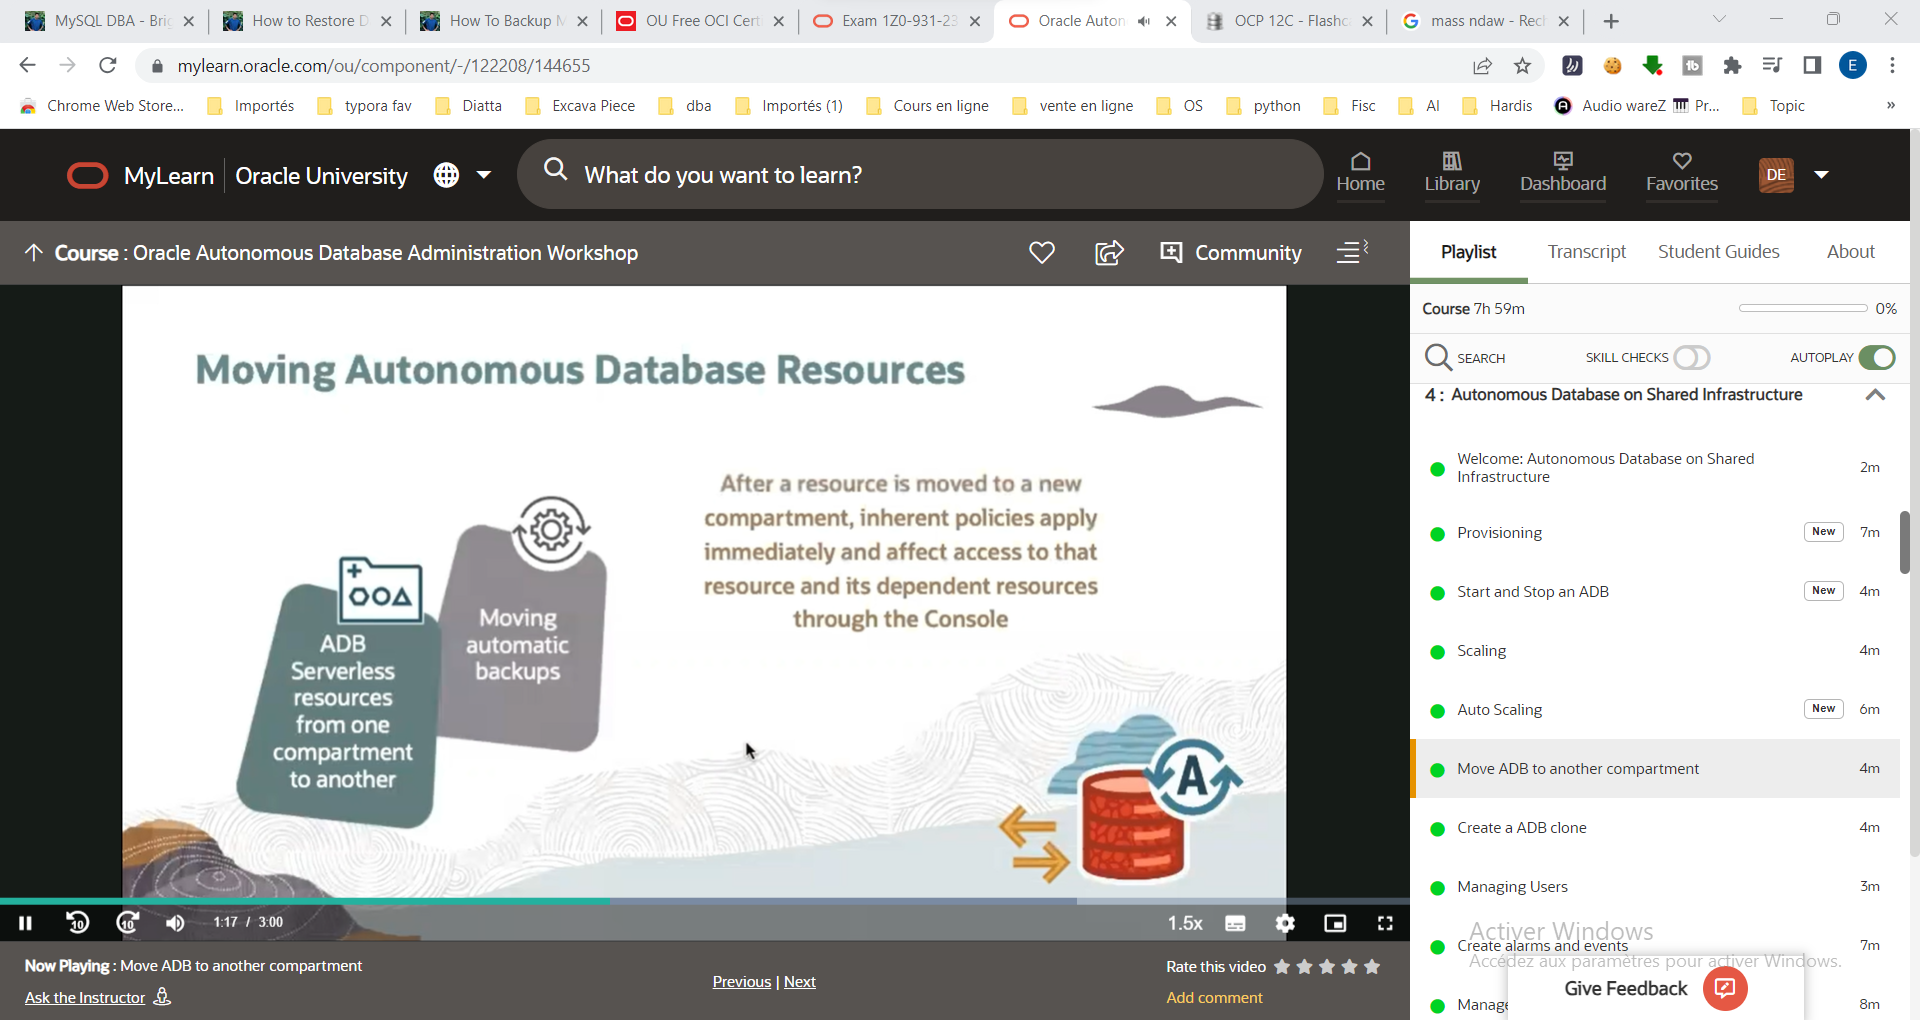 MySQL DBA - Brig
How to Restore D
How To Backup M
OU Free OCI Cert
Exam 1Z0-931-23
Oracle Auton
OCP 12C - Flashc
mass ndaw - Rech
mylearn.oracle.com/ou/component/-/122208/144655
E
Chrome Web Store...
Importés
typora fav
Diatta
Excava Piece
dba
Importés (1)
Cours en ligne
vente en ligne
OS
python
Fisc
AI
Hardis
Audio wareZ
Pr...
Topic
»
MyLearn
Oracle University
What do you want to learn?
Home
Library
Dashboard
Favorites
DE
Course : Oracle Autonomous Database Administration Workshop
Community
Moving Autonomous Database Resources
ADB
Serverless
resources
from one
compartment
to another
Moving
automatic
backups
After a resource is moved to a new
compartment, inherent policies apply
immediately and affect access to that
resource and its dependent resources
through the Console
A
10
10
1:17 / 3:00
1.5x
Now Playing : Move ADB to another compartment
Ask the Instructor
Previous | Next
Rate this video
Add comment
Playlist
Transcript
Student Guides
About
Course 7h 59m
0%
SEARCH
SKILL CHECKS
AUTOPLAY
4 : Autonomous Database on Shared Infrastructure
Welcome: Autonomous Database on Shared
Infrastructure
2m
Provisioning
New
7m
Start and Stop an ADB
New
4m
Scaling
4m
Auto Scaling
New
6m
Move ADB to another compartment
4m
Create a ADB clone
4m
Managing Users
3m
Activer Windows
Create alarms and events
7m
Accédez aux paramètres pour activer Windows.
Give Feedback
Manage
8m